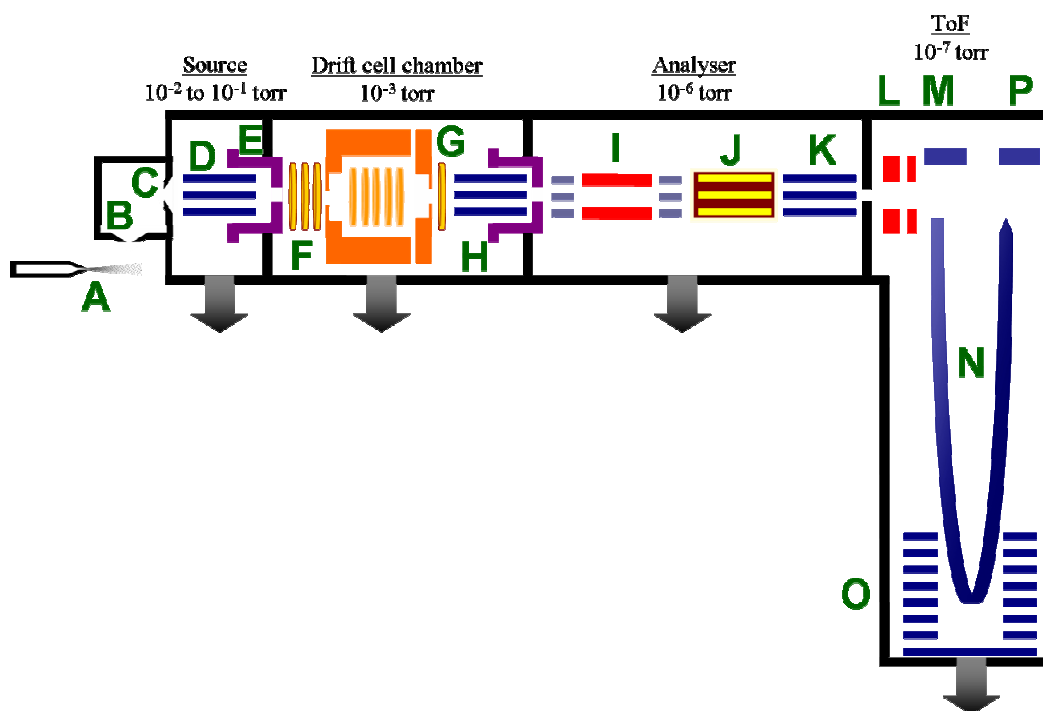 ToF
10⁻⁷ torr
Source
10⁻² to 10⁻¹ torr
Drift cell chamber
10⁻³ torr
Analyser
10⁻⁶ torr
L M P
E
D
C
B
A
F
G
H
I
J
K
N
O